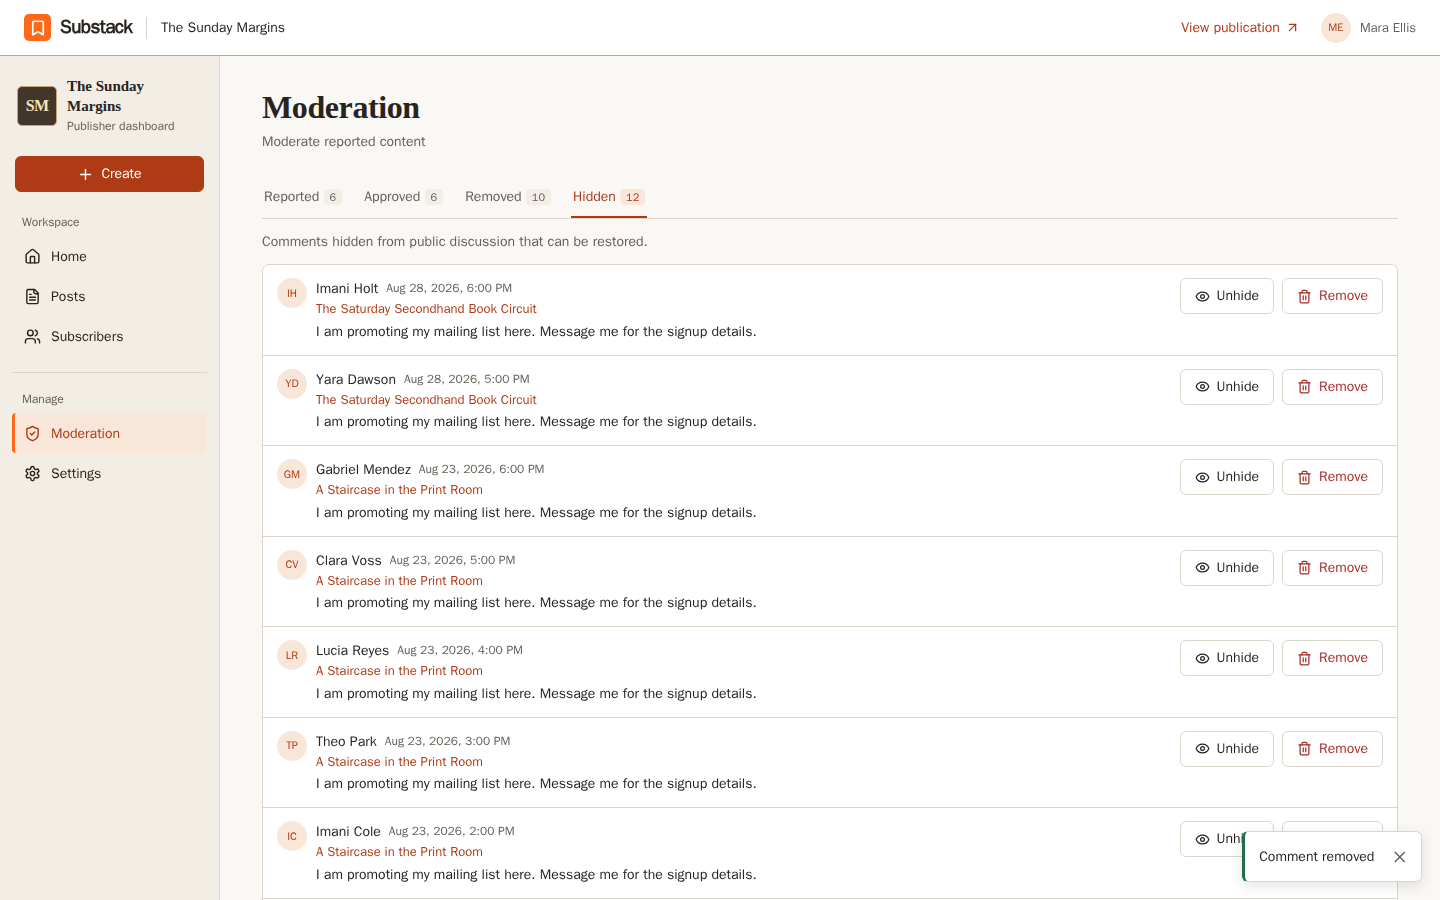 Substack
The Sunday Margins
View publication
ME
Mara Ellis
SM
The Sunday
Margins
Publisher dashboard
Create
Workspace
Home
Posts
Subscribers
Manage
Moderation
Settings
Moderation
Moderate reported content
Reported 6
Approved 6
Removed 10
Hidden 12
Comments hidden from public discussion that can be restored.
IH
Imani Holt Aug 28, 2026, 6:00 PM
The Saturday Secondhand Book Circuit
I am promoting my mailing list here. Message me for the signup details.
Unhide
Remove
YD
Yara Dawson Aug 28, 2026, 5:00 PM
The Saturday Secondhand Book Circuit
I am promoting my mailing list here. Message me for the signup details.
Unhide
Remove
GM
Gabriel Mendez Aug 23, 2026, 6:00 PM
A Staircase in the Print Room
I am promoting my mailing list here. Message me for the signup details.
Unhide
Remove
CV
Clara Voss Aug 23, 2026, 5:00 PM
A Staircase in the Print Room
I am promoting my mailing list here. Message me for the signup details.
Unhide
Remove
LR
Lucia Reyes Aug 23, 2026, 4:00 PM
A Staircase in the Print Room
I am promoting my mailing list here. Message me for the signup details.
Unhide
Remove
TP
Theo Park Aug 23, 2026, 3:00 PM
A Staircase in the Print Room
I am promoting my mailing list here. Message me for the signup details.
Unhide
Remove
IC
Imani Cole Aug 23, 2026, 2:00 PM
A Staircase in the Print Room
I am promoting my mailing list here. Message me for the signup details.
Comment removed